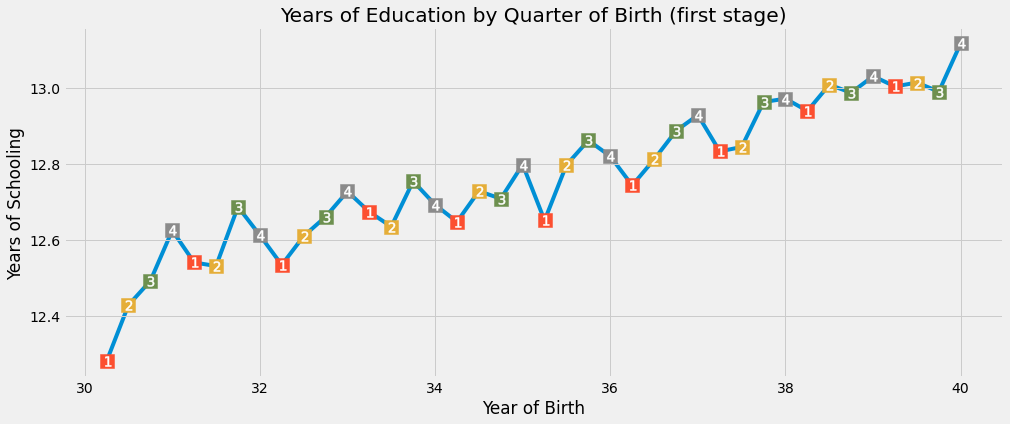 Years of Education by Quarter of Birth (first stage)
Years of Schooling
13.0
12.8
12.6
12.4
1 2 3 4 1 2 3 4 1 2 3 4 1 2 3 4 1 2 3 4 1 2 3 4 1 2 3 4 1 2 3 4 1 2 3 4 1 2 3 4
30 32 34 36 38 40
Year of Birth